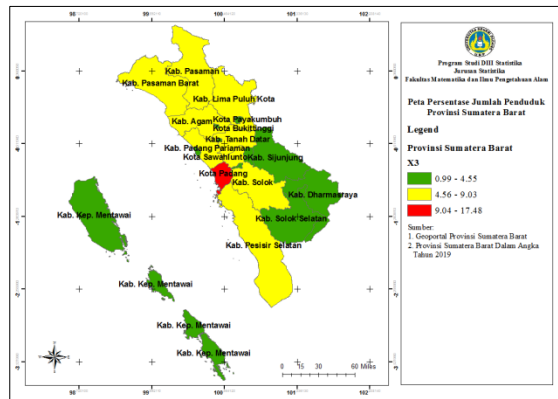 98
99
100
101
102
Kab. Pasaman
Kab. Pasaman Barat
Kab. Lima Puluh Kota
Kab. Agam
Kota Payakumbuh
Kota Bukittinggi
Kab. Tanah Datar
Kab. Padang Pariaman
Kota Sawahlunto
Kab. Sijunjung
Kota Padang
Kab. Solok
Kab. Dharmasraya
Kab. Solok Selatan
Kab. Kep. Mentawai
Kab. Pesisir Selatan
Kab. Kep. Mentawai
Kab. Kep. Mentawai
Kab. Kep. Mentawai
0 15 30 60 Miles
98
99
100
101
102
Program Studi DIII Statistika
Jurusan Statistika
Fakultas Matematika dan Ilmu Pengetahuan Alam
Peta Persentase Jumlah Penduduk
Provinsi Sumatera Barat
Legend
Provinsi Sumatera Barat
X3
0.99 - 4.55
4.56 - 9.03
9.04 - 17.48
Sumber:
1. Geoportal Provinsi Sumatera Barat
2. Provinsi Sumatera Barat Dalam Angka
Tahun 2019